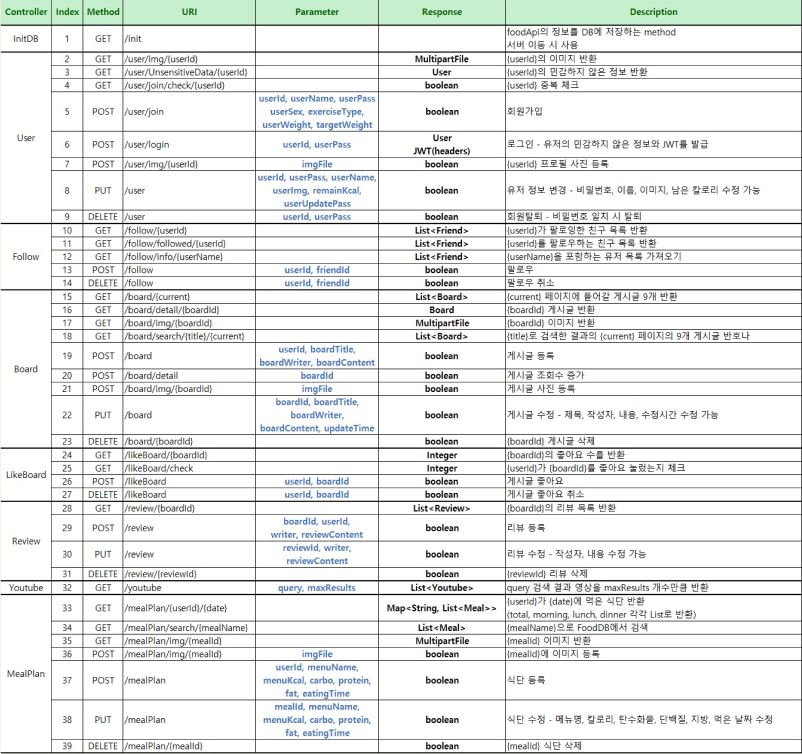 Controller Index Method URI Parameter Response Description
InitDB 1 GET /init foodApi의 정보를 DB에 저장하는 method
서버 이동 시 사용
User
2 GET /user/img/{userId} MultipartFile {userId}의 이미지 반환
3 GET /user/UnsensitiveData/{userId} User {userId}의 민감하지 않은 정보 반환
4 GET /user/join/check/{userId} boolean {userId} 중복 체크
5 POST /user/join userId, userName, userPass
userSex, exerciseType,
userWeight, targetWeight boolean 회원가입
6 POST /user/login userId, userPass User
JWT(headers) 로그인 - 유저의 민감하지 않은 정보와 JWT를 발급
7 POST /user/img/{userId} imgFile boolean {userId} 프로필 사진 등록
8 PUT /user userId, userPass, userName,
userImg, remainKcal,
userUpdatePass boolean 유저 정보 변경 - 비밀번호, 이름, 이미지, 남은 칼로리 수정 가능
9 DELETE /user userId, userPass boolean 회원탈퇴 - 비밀번호 일치 시 탈퇴
Follow
10 GET /follow/{userId} List<Friend> {userId}가 팔로잉한 친구 목록 반환
11 GET /follow/followed/{userId} List<Friend> {userId}를 팔로우하는 친구 목록 반환
12 GET /follow/info/{userName} List<Friend> {userName}을 포함하는 유저 목록 가져오기
13 POST /follow userId, friendId boolean 팔로우
14 DELETE /follow userId, friendId boolean 팔로우 취소
Board
15 GET /board/{current} List<Board> {current} 페이지에 들어갈 게시글 9개 반환
16 GET /board/detail/{boardId} Board {boardId} 게시글 반환
17 GET /board/img/{boardId} MultipartFile {boardId} 이미지 반환
18 GET /board/search/{title}/{current} List<Board> {title}로 검색한 결과의 {current} 페이지의 9개 게시글 반호나
19 POST /board userId, boardTitle,
boardWriter, boardContent boolean 게시글 등록
20 POST /board/detail boardId boolean 게시글 조회수 증가
21 POST /board/img/{boardId} imgFile boolean 게시글 사진 등록
22 PUT /board boardId, boardTitle,
boardWriter,
boardContent, updateTime boolean 게시글 수정 - 제목, 작성자, 내용, 수정시간 수정 가능
23 DELETE /board/{boardId} boolean {boardId} 게시글 삭제
LikeBoard
24 GET /likeBoard/{boardId} Integer {boardId}의 좋아요 수를 반환
25 GET /likeBoard/check Integer {userId}가 {boardId}를 좋아요 눌렀는지 체크
26 POST /likeBoard userId, boardId boolean 게시글 좋아요
27 DELETE /likeBoard userId, boardId boolean 게시글 좋아요 취소
Review
28 GET /review/{boardId} List<Review> {boardId}의 리뷰 목록 반환
29 POST /review boardId, userId,
writer, reviewContent boolean 리뷰 등록
30 PUT /review reviewId, writer,
reviewContent boolean 리뷰 수정 - 작성자, 내용 수정 가능
31 DELETE /review/{reviewId} boolean {reviewId} 리뷰 삭제
Youtube 32 GET /youtube query, maxResults List<Youtube> query 검색 결과 영상을 maxResults 개수만큼 반환
MealPlan
33 GET /mealPlan/{userId}/{date} Map<String, List<Meal>> {userId}가 {date}에 먹은 식단 반환
(total, morning, lunch, dinner 각각 List로 반환)
34 GET /mealPlan/search/{mealName} List<Meal> {mealName}으로 FoodDB에서 검색
35 GET /mealPlan/img/{mealId} MultipartFile {mealId} 이미지 반환
36 POST /mealPlan/img/{mealId} imgFile boolean {mealId}에 이미지 등록
37 POST /mealPlan userId, menuName,
menuKcal, carbo, protein,
fat, eatingTime boolean 식단 등록
38 PUT /mealPlan mealId, menuName,
menuKcal, carbo, protein,
fat, eatingTime boolean 식단 수정 - 메뉴명, 칼로리, 탄수화물, 단백질, 지방, 먹은 날짜 수정
39 DELETE /mealPlan/{mealId} boolean {mealId} 식단 삭제